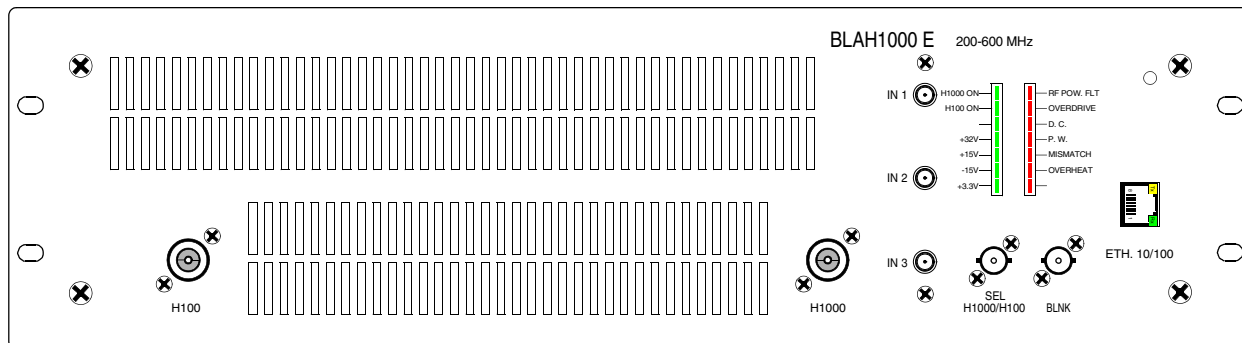 BLAH1000 E 200-600 MHz
IN 1
H1000 ON
H100 ON
+32V
+15V
-15V
+3.3V
RF POW. FLT
OVERDRIVE
D. C.
P. W.
MISMATCH
OVERHEAT
IN 2
IN 3
ETH. 10/100
H100
H1000
SEL
H1000/H100
BLNK